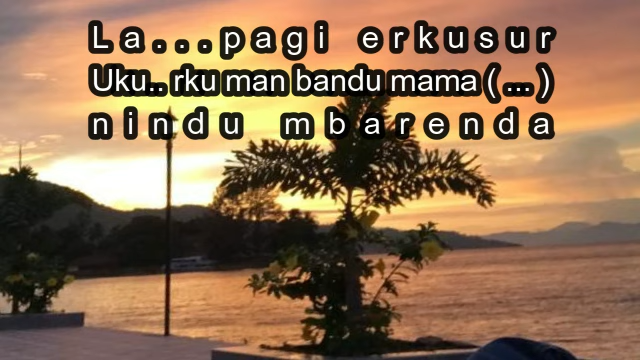 La...pagi erkusur
Uku.. rku man bandu mama ( ... )
nindu mbarenda